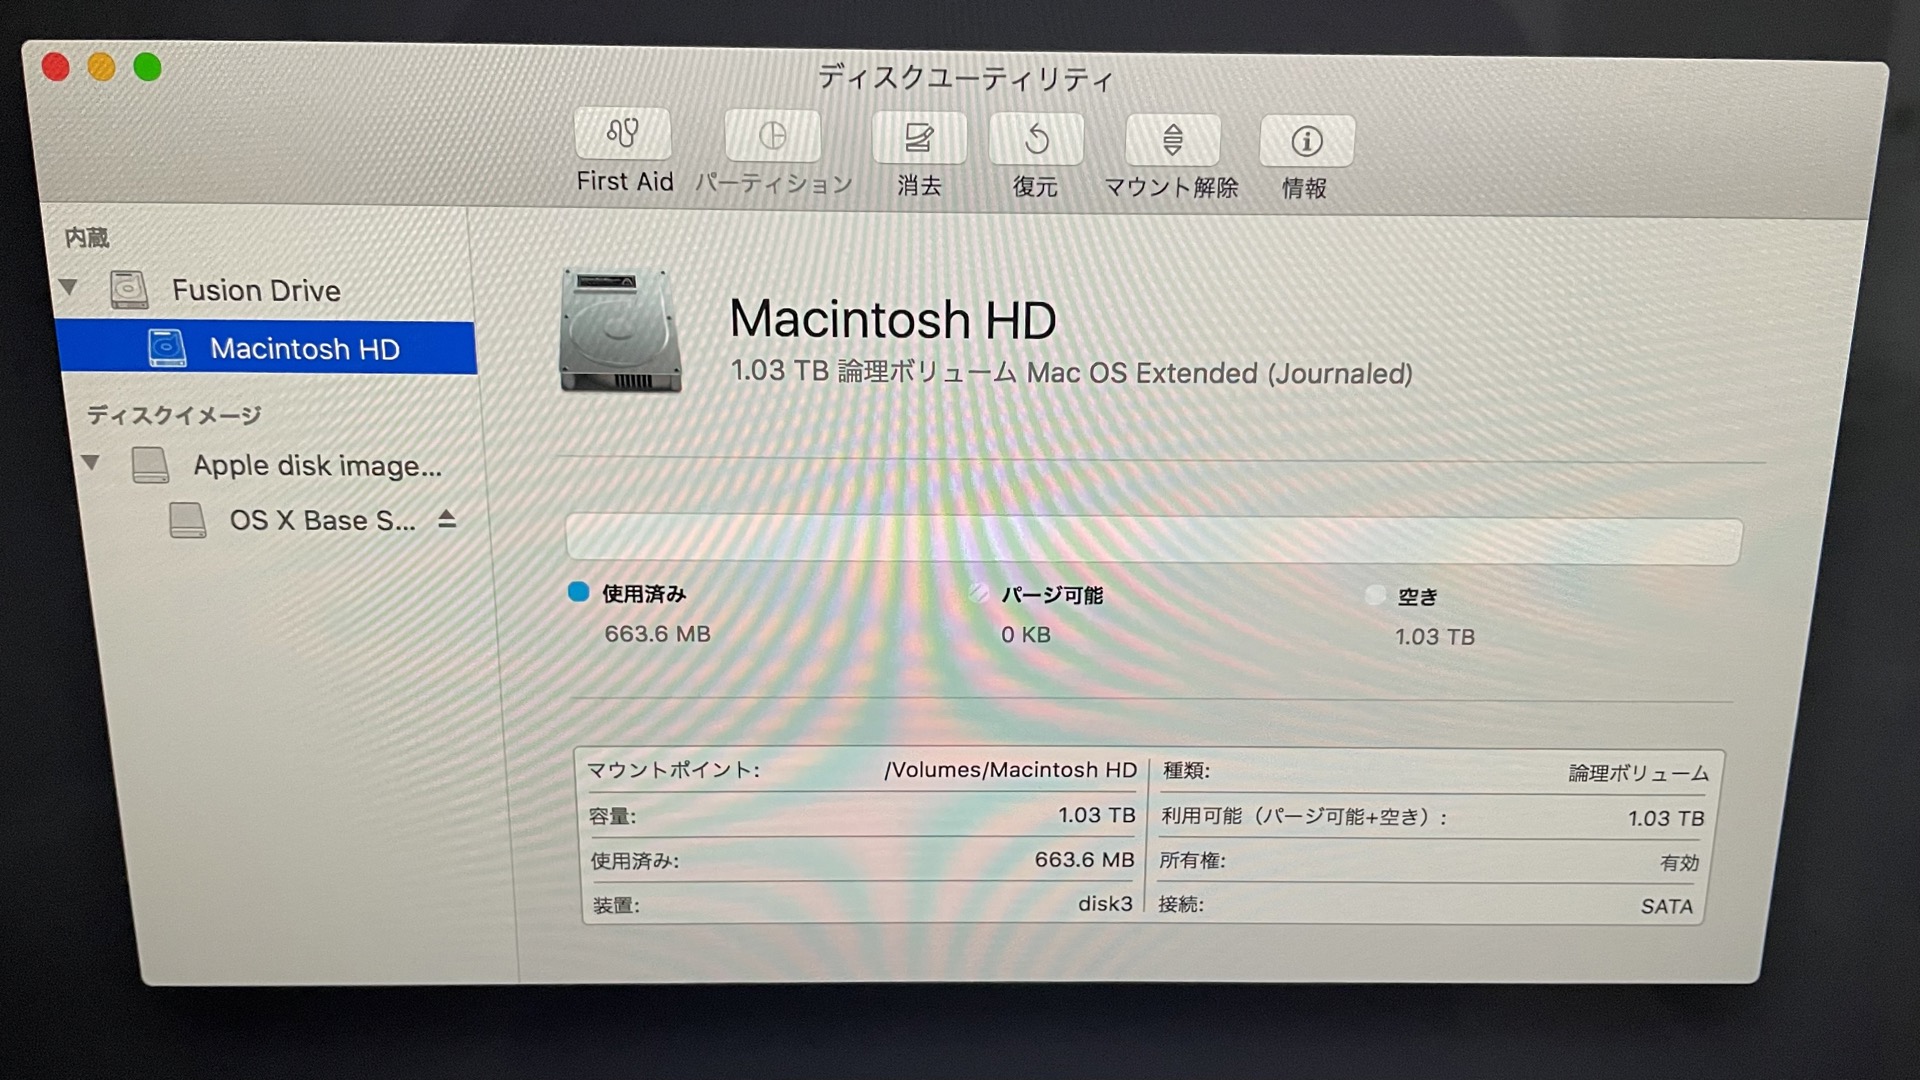 ディスクユーティリティ
First Aid
パーティション
消去
復元
マウント解除
情報
内蔵
Fusion Drive
Macintosh HD
ディスクイメージ
Apple disk image...
OS X Base S...
Macintosh HD
1.03 TB 論理ボリューム Mac OS Extended (Journaled)
使用済み
663.6 MB
パージ可能
0 KB
空き
1.03 TB
マウントポイント: /Volumes/Macintosh HD
容量: 1.03 TB
使用済み: 663.6 MB
装置: disk3
種類: 論理ボリューム
利用可能（パージ可能+空き）: 1.03 TB
所有権: 有効
接続: SATA